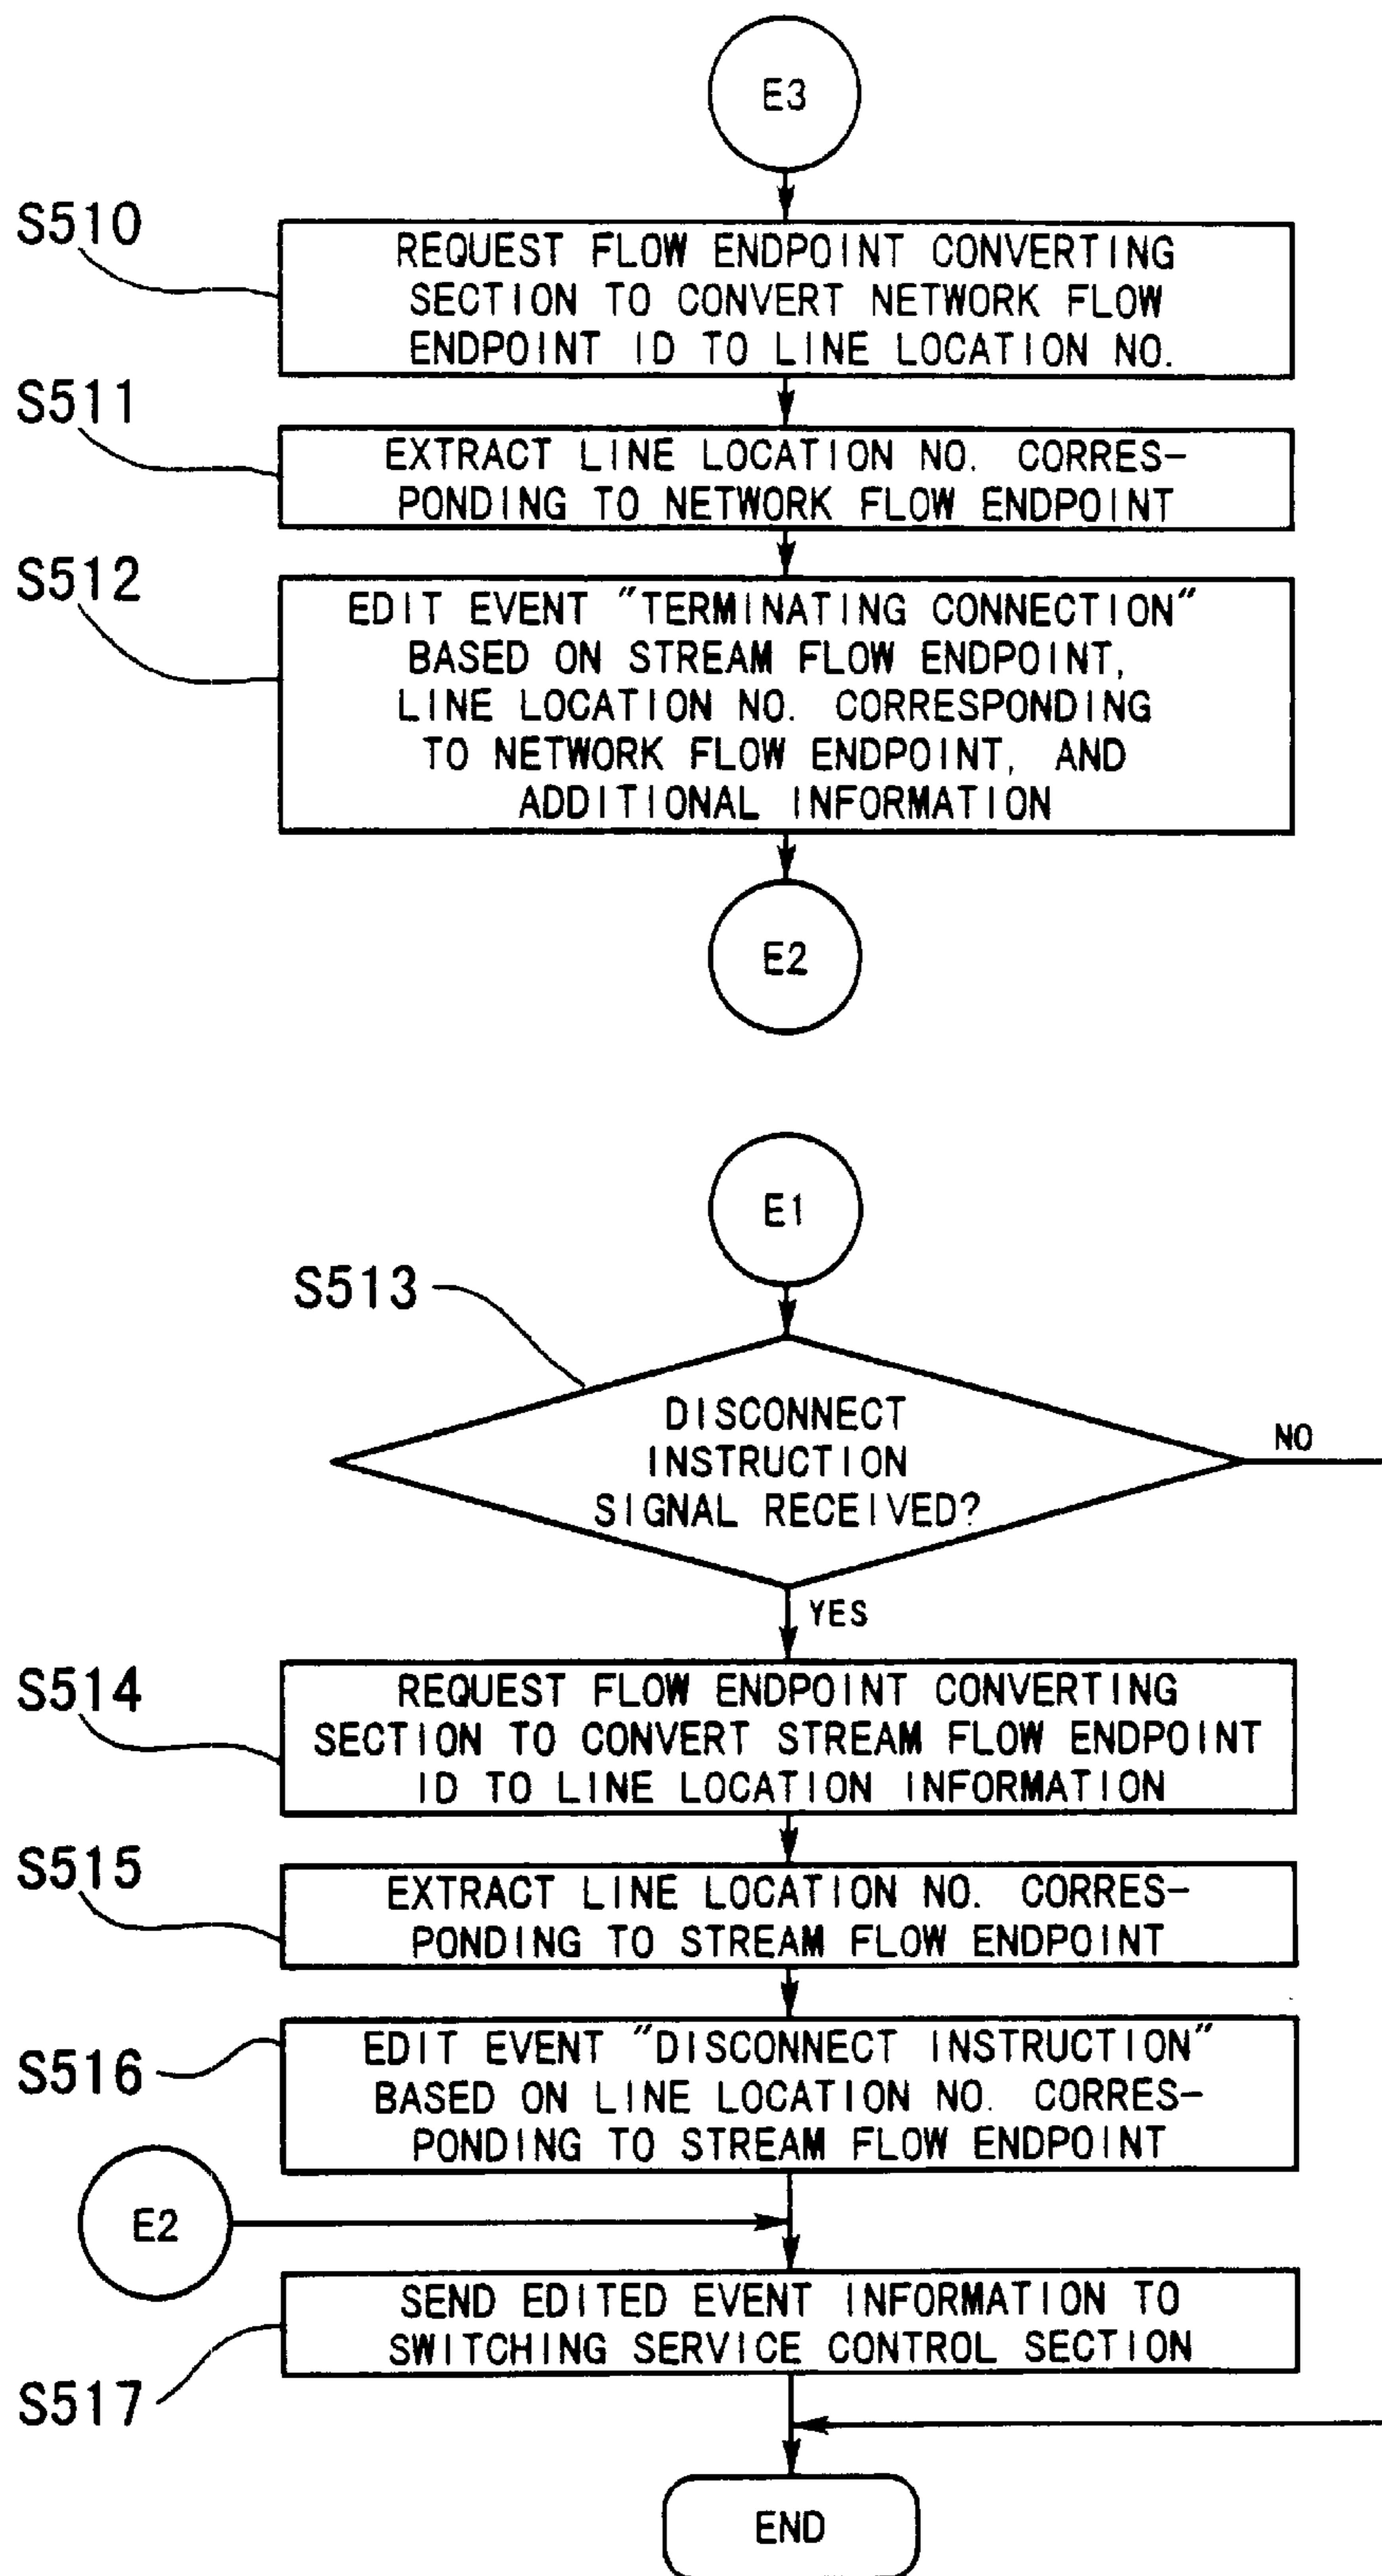 E3
S510
REQUEST FLOW ENDPOINT CONVERTING
SECTION TO CONVERT NETWORK FLOW
ENDPOINT ID TO LINE LOCATION NO.
S511
EXTRACT LINE LOCATION NO. CORRES-
PONDING TO NETWORK FLOW ENDPOINT
S512
EDIT EVENT "TERMINATING CONNECTION"
BASED ON STREAM FLOW ENDPOINT,
LINE LOCATION NO. CORRESPONDING
TO NETWORK FLOW ENDPOINT, AND
ADDITIONAL INFORMATION
E2
E1
S513
DISCONNECT
INSTRUCTION
SIGNAL RECEIVED?
NO
YES
S514
REQUEST FLOW ENDPOINT CONVERTING
SECTION TO CONVERT STREAM FLOW ENDPOINT
ID TO LINE LOCATION INFORMATION
S515
EXTRACT LINE LOCATION NO. CORRES-
PONDING TO STREAM FLOW ENDPOINT
S516
EDIT EVENT "DISCONNECT INSTRUCTION"
BASED ON LINE LOCATION NO. CORRES-
PONDING TO STREAM FLOW ENDPOINT
E2
SEND EDITED EVENT INFORMATION TO
SWITCHING SERVICE CONTROL SECTION
S517
END